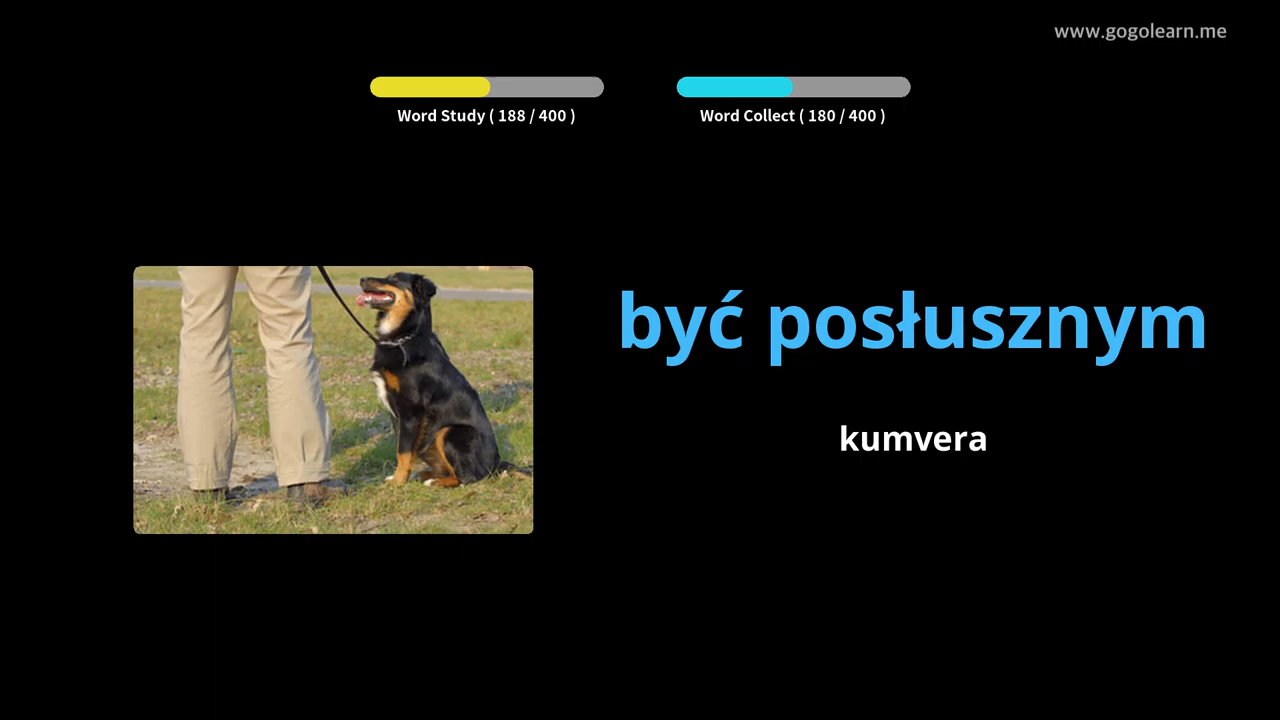 www.gogolearn.me
Word Study ( 188 / 400 )
Word Collect ( 180 / 400 )
być posłusznym
kumvera